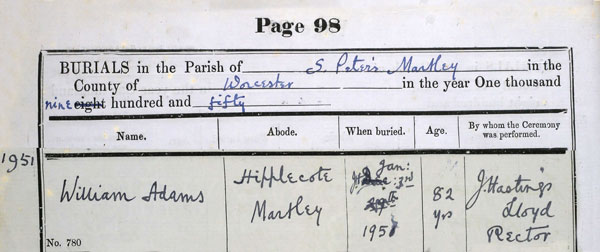 Page 98
BURIALS in the Parish of S. Peter's Martley in the
County of Worcester in the year One thousand
nine eight hundred and fifty
Name. Abode. When buried. Age. By whom the Ceremony was performed.
1951
William Adams
Hipplecote
Martley
Jan: 3rd
1951
82
yrs
J. Hastings
Lloyd
Rector
No. 780